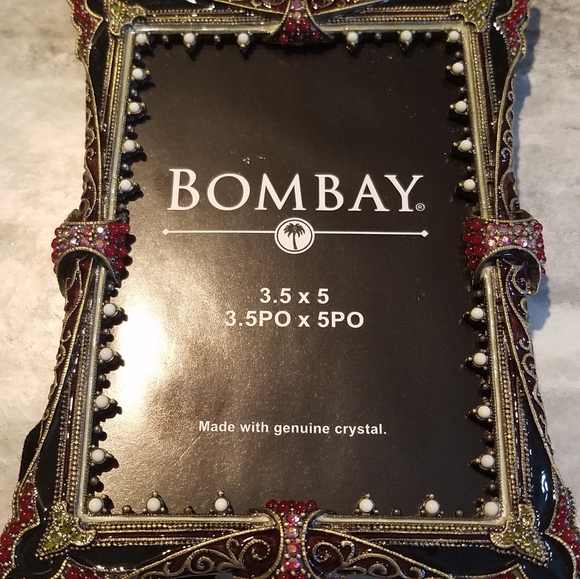 BOMBAY®
3.5 x 5
3.5PO x 5PO
Made with genuine crystal.